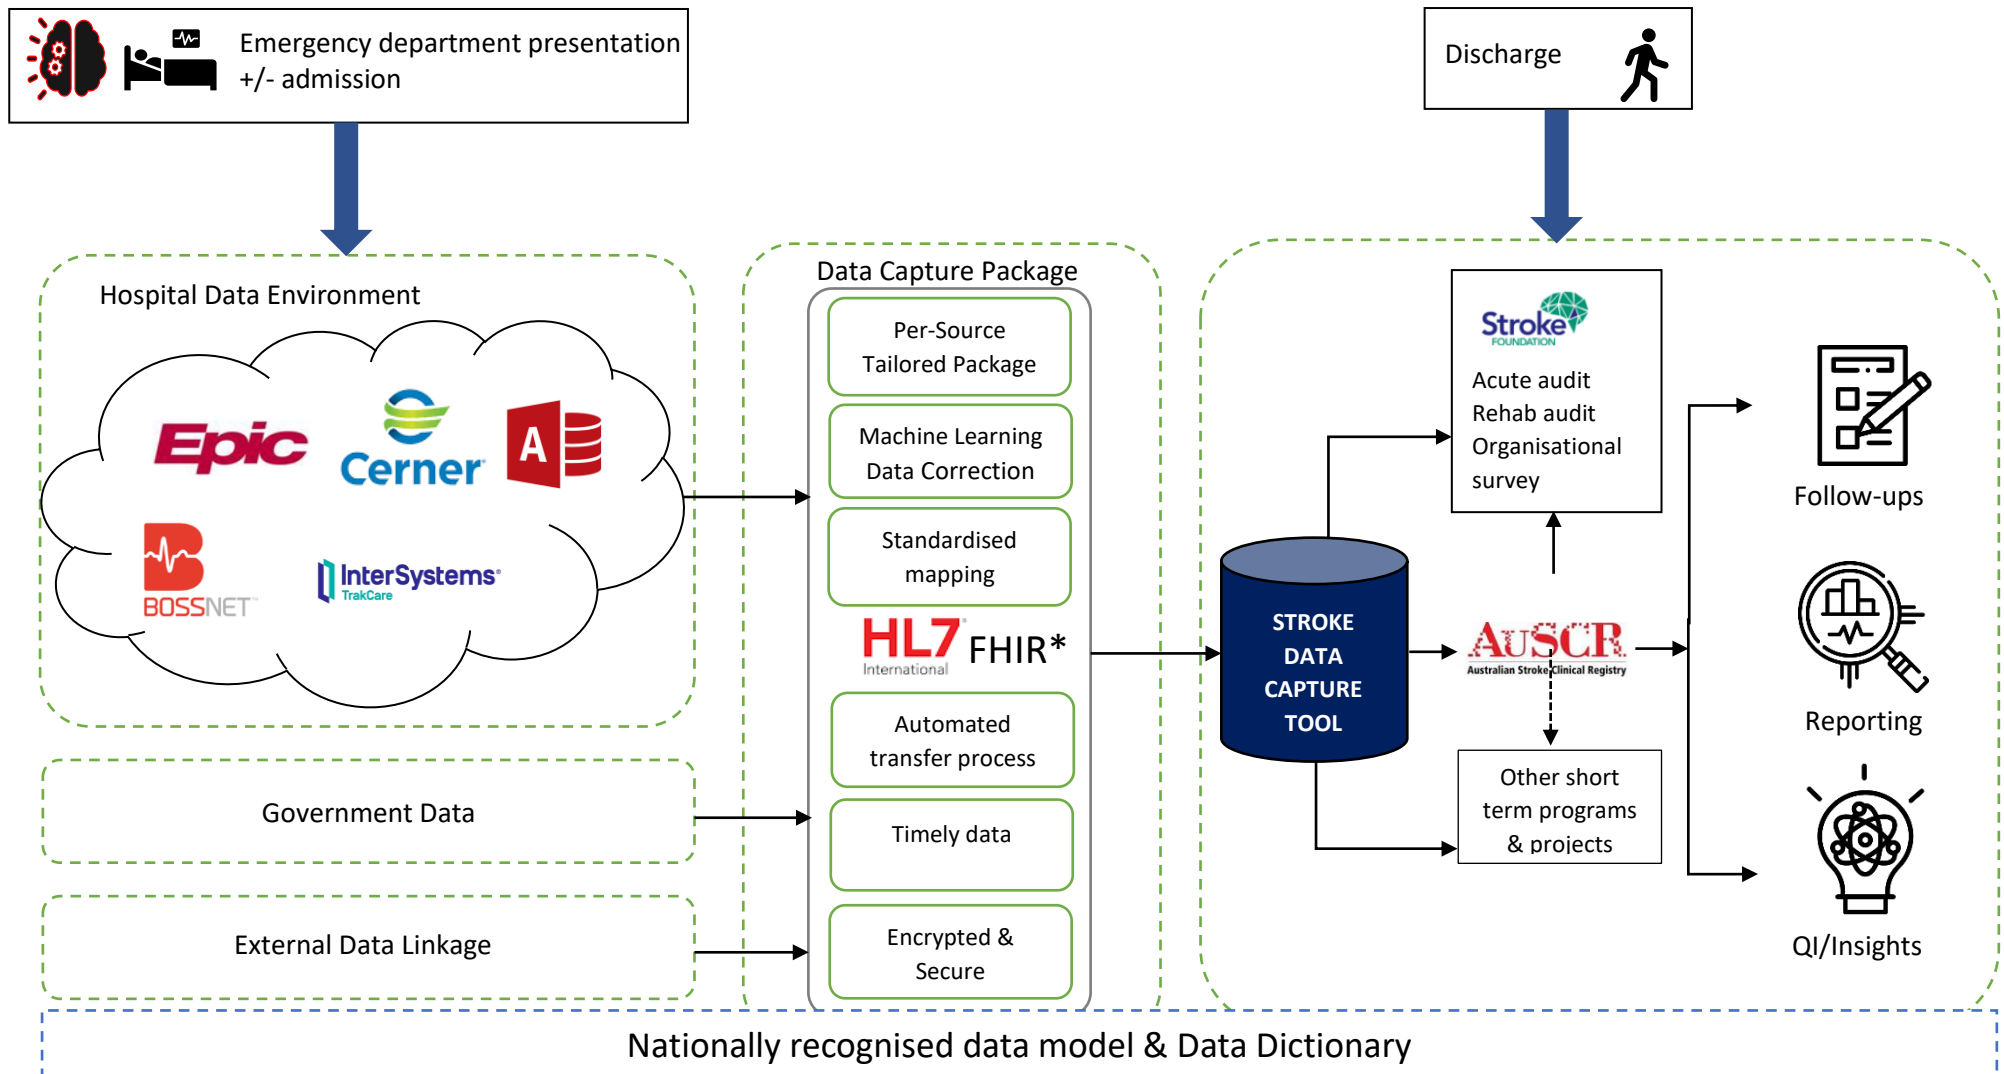 Emergency department presentation
+/- admission
Discharge
Hospital Data Environment
Epic
Cerner
A
B
BOSSNET™
InterSystems®
TrakCare
Government Data
External Data Linkage
Data Capture Package
Per-Source
Tailored Package
Machine Learning
Data Correction
Standardised
mapping
HL7®
International
FHIR*
Automated
transfer process
Timely data
Encrypted &
Secure
STROKE
DATA
CAPTURE
TOOL
Stroke
FOUNDATION
Acute audit
Rehab audit
Organisational
survey
AuSCR
Australian Stroke Clinical Registry
Other short
term programs
& projects
Follow-ups
Reporting
QI/Insights
Nationally recognised data model & Data Dictionary